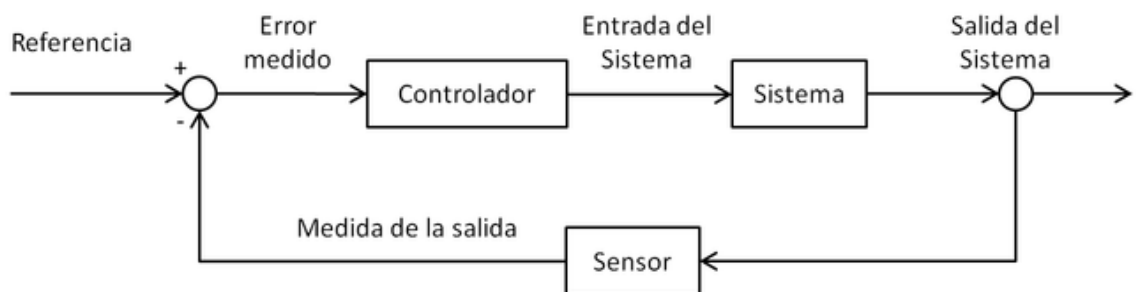 Referencia
Error
medido
Entrada del
Sistema
Salida del
Sistema
+
-
Controlador
Sistema
Medida de la salida
Sensor